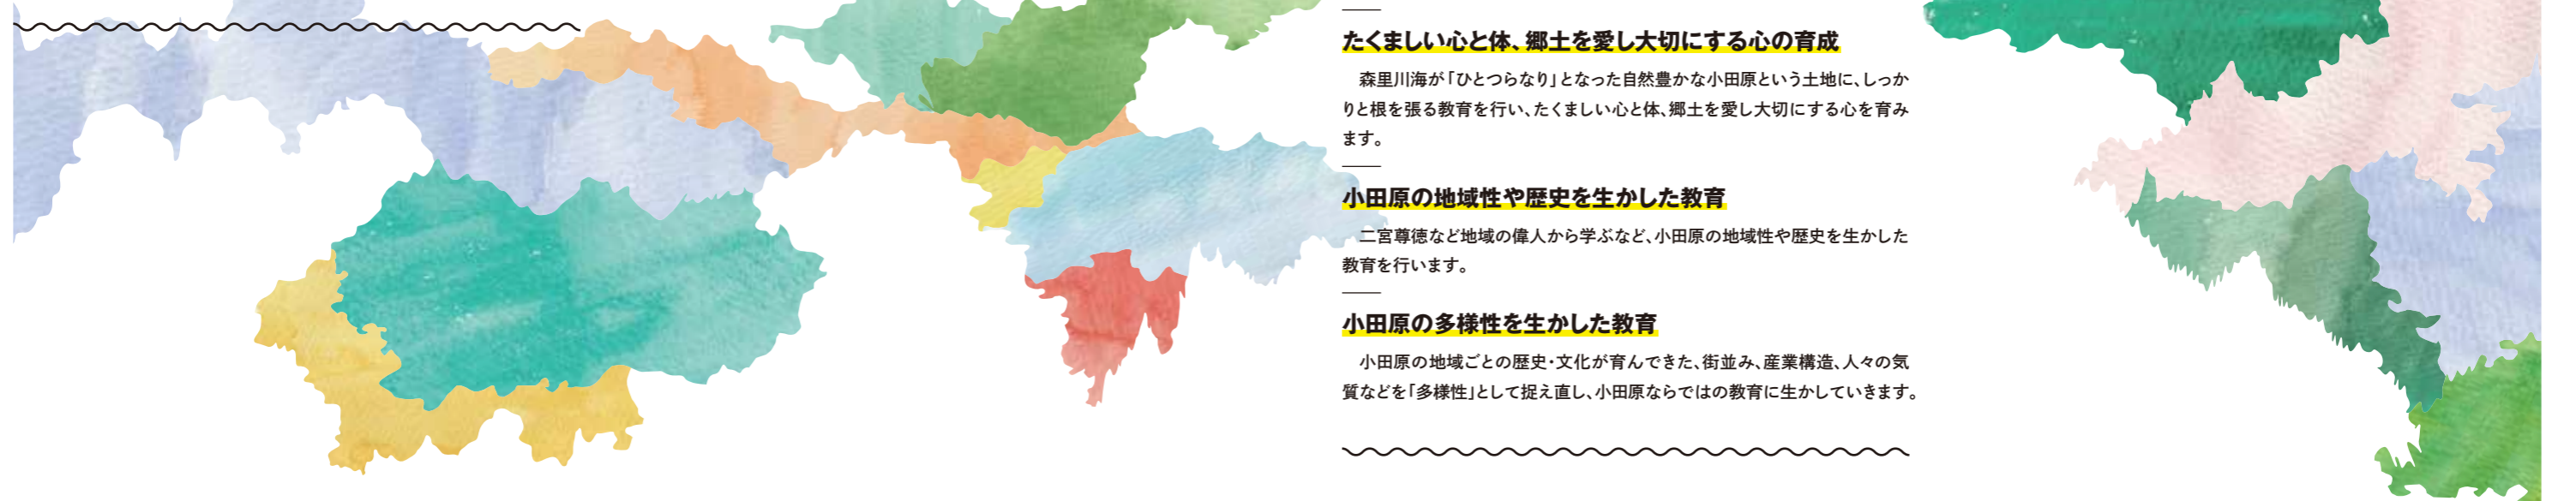 たくましい心と体、郷土を愛し大切にする心の育成
森里川海が「ひとつらなり」となった自然豊かな小田原という土地に、しっか
りと根を張る教育を行い、たくましい心と体、郷土を愛し大切にする心を育み
ます。
小田原の地域性や歴史を生かした教育
二宮尊徳など地域の偉人から学ぶなど、小田原の地域性や歴史を生かした
教育を行います。
小田原の多様性を生かした教育
小田原の地域ごとの歴史・文化が育んできた、街並み、産業構造、人々の気
質などを「多様性」として捉え直し、小田原ならではの教育に生かしていきます。